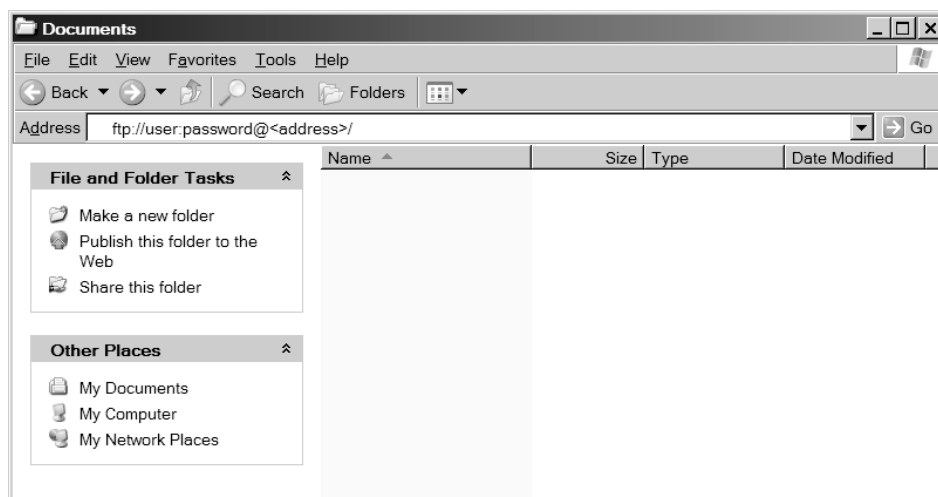 Documents
File Edit View Favorites Tools Help
Back Search Folders
Address ftp://user:password@<address>/ Go
Name Size Type Date Modified
File and Folder Tasks
Make a new folder
Publish this folder to the
Web
Share this folder
Other Places
My Documents
My Computer
My Network Places